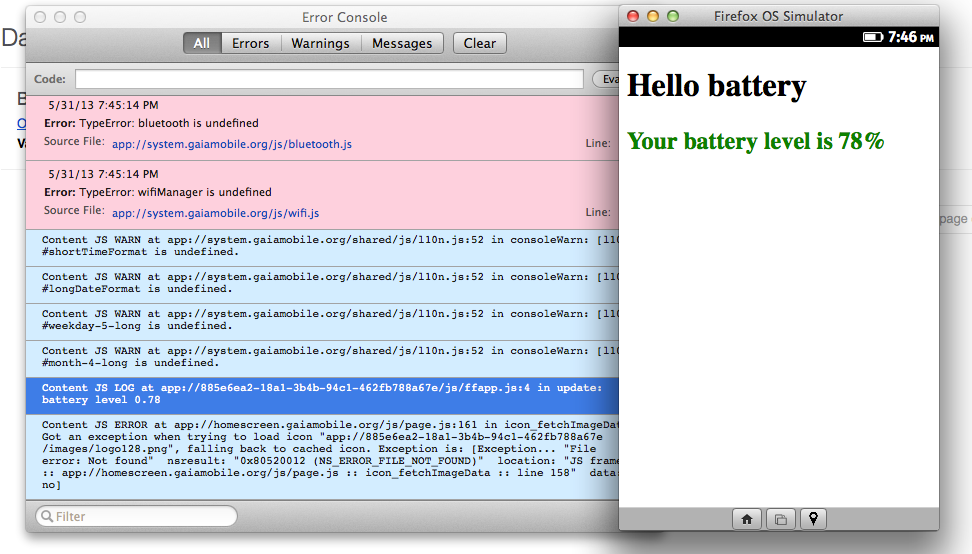 Error Console
All Errors Warnings Messages Clear
Code:
5/31/13 7:45:14 PM
Error: TypeError: bluetooth is undefined
Source File: app://system.gaiamobile.org/js/bluetooth.js Line:
5/31/13 7:45:14 PM
Error: TypeError: wifiManager is undefined
Source File: app://system.gaiamobile.org/js/wifi.js Line:
Content JS WARN at app://system.gaiamobile.org/shared/js/l10n.js:52 in consoleWarn: [l10
#shortTimeFormat is undefined.
Content JS WARN at app://system.gaiamobile.org/shared/js/l10n.js:52 in consoleWarn: [l10
#longDateFormat is undefined.
Content JS WARN at app://system.gaiamobile.org/shared/js/l10n.js:52 in consoleWarn: [l10
#weekday-5-long is undefined.
Content JS WARN at app://system.gaiamobile.org/shared/js/l10n.js:52 in consoleWarn: [l10
#month-4-long is undefined.
Content JS LOG at app://885e6ea2-18a1-3b4b-94c1-462fb788a67e/js/ffapp.js:4 in update:
battery level 0.78
Content JS ERROR at app://homescreen.gaiamobile.org/js/page.js:161 in icon_fetchImageDat
Got an exception when trying to load icon "app://885e6ea2-18a1-3b4b-94c1-462fb788a67e
/images/logo128.png", falling back to cached icon. Exception is: [Exception... "File
error: Not found" nsresult: "0x80520012 (NS_ERROR_FILE_NOT_FOUND)" location: "JS frame
:: app://homescreen.gaiamobile.org/js/page.js :: icon_fetchImageData :: line 158" data:
no]
Filter
Firefox OS Simulator
7:46 PM
Hello battery
Your battery level is 78%
page